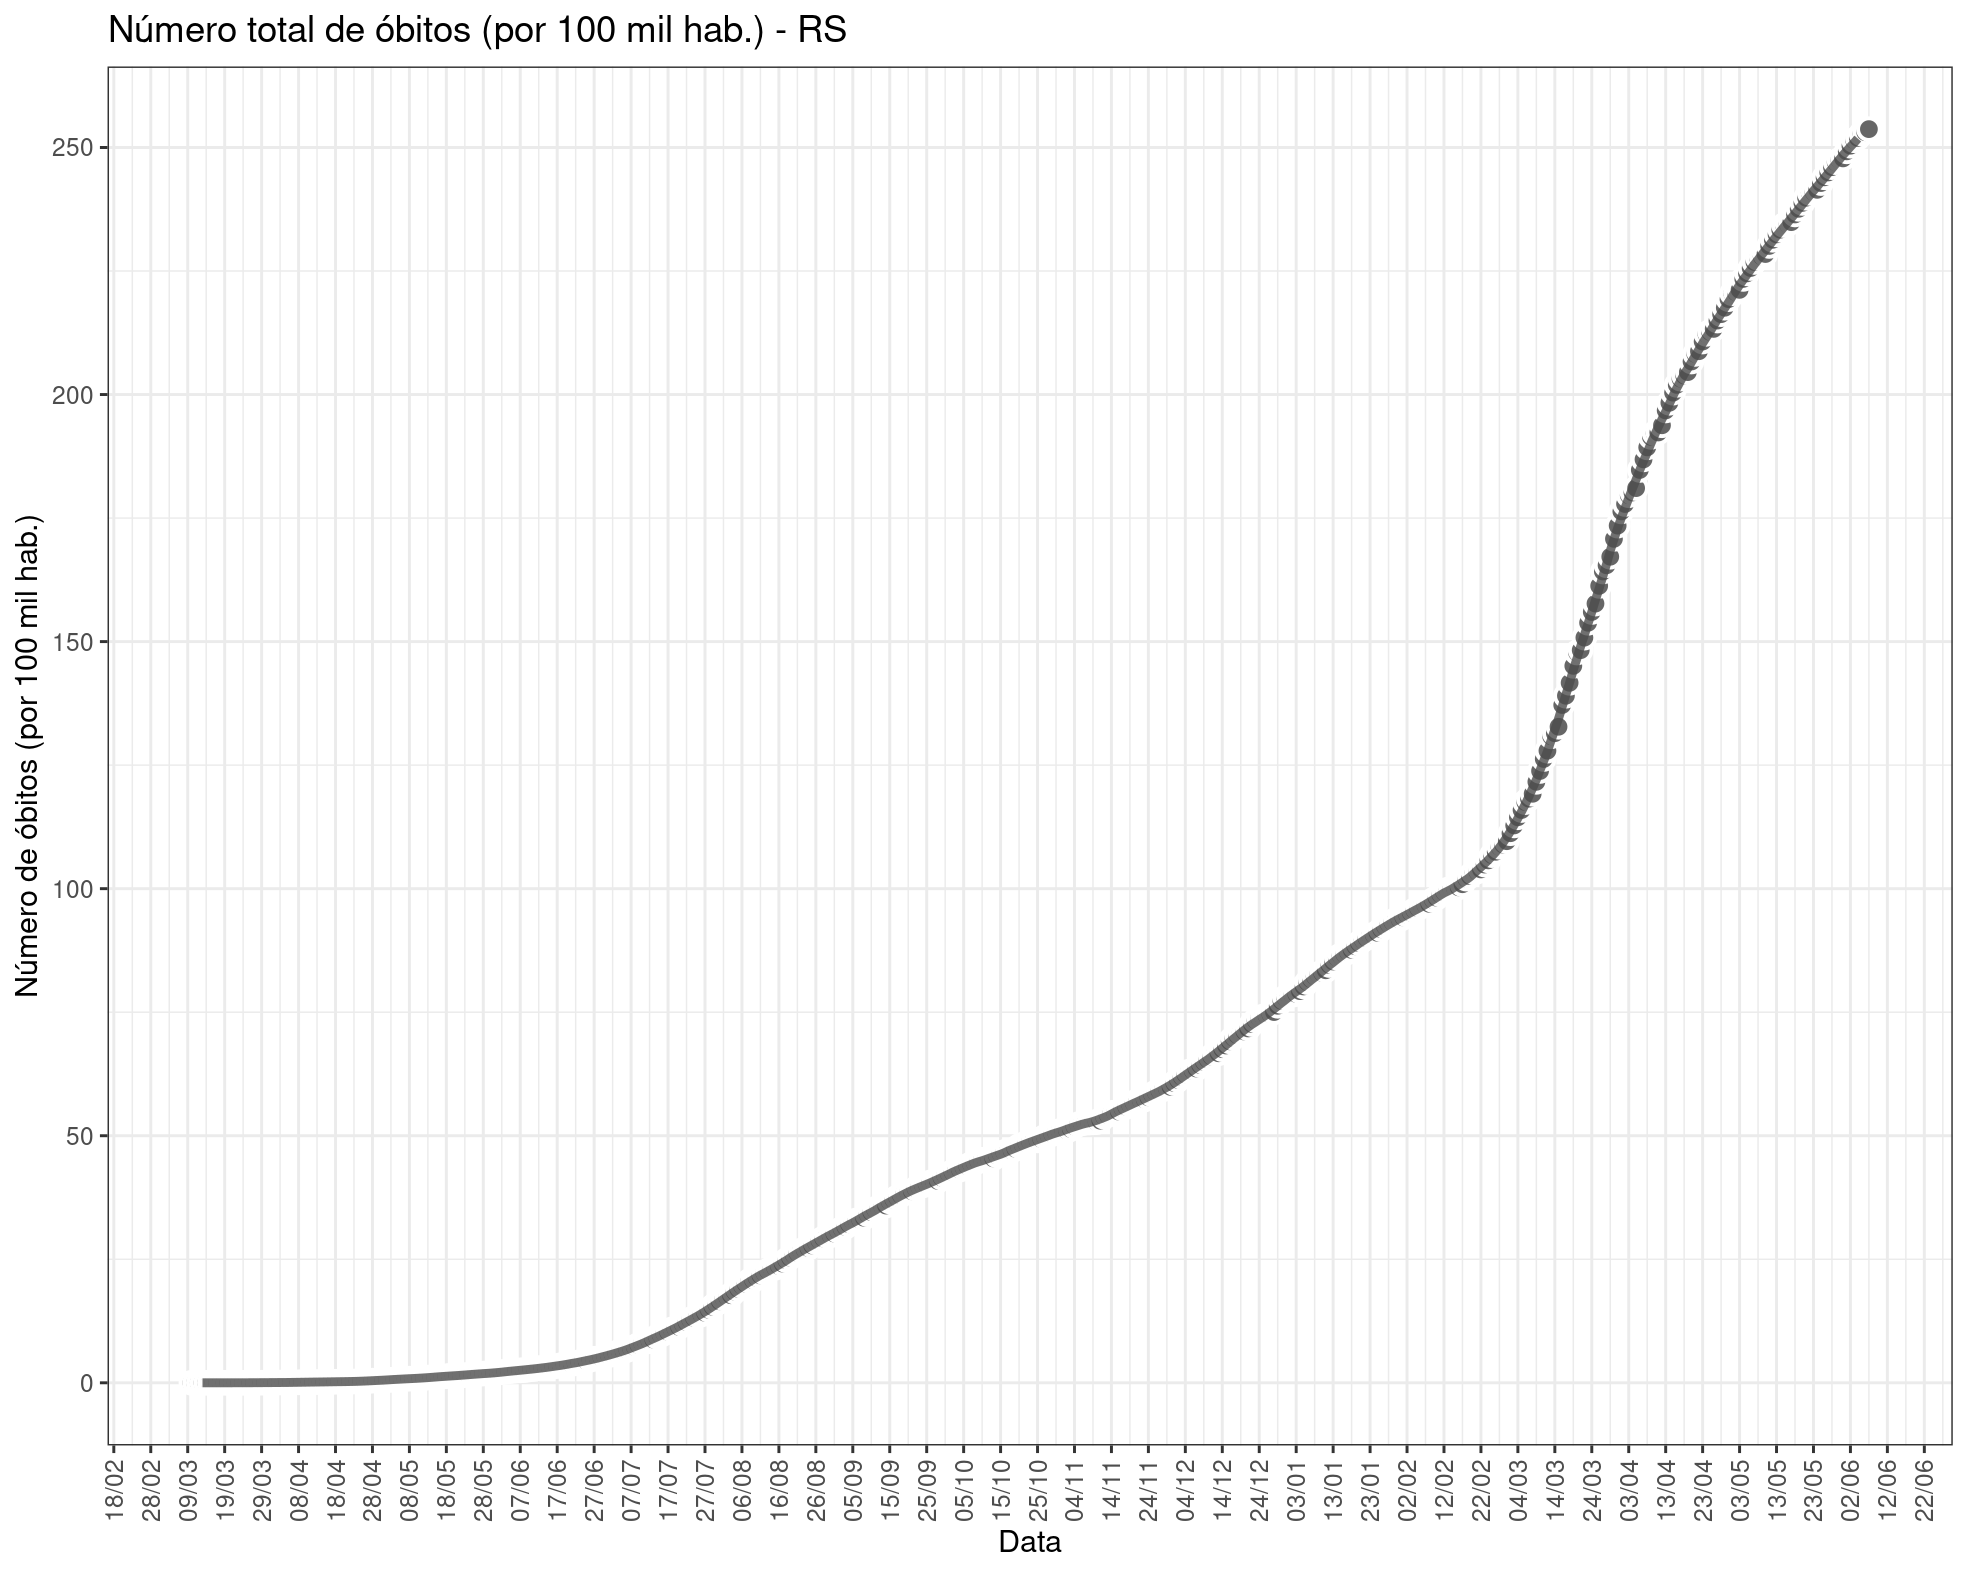 Número total de óbitos (por 100 mil hab.) - RS
Número de óbitos (por 100 mil hab.)
250
200
150
100
50
0
18/02 28/02 09/03 19/03 29/03 08/04 18/04 28/04 08/05 18/05 28/05 07/06 17/06 27/06 07/07 17/07 27/07 06/08 16/08 26/08 05/09 15/09 25/09 05/10 15/10 25/10 04/11 14/11 24/11 04/12 14/12 24/12 03/01 13/01 23/01 02/02 12/02 22/02 04/03 14/03 24/03 03/04 13/04 23/04 03/05 13/05 23/05 02/06 12/06 22/06
Data